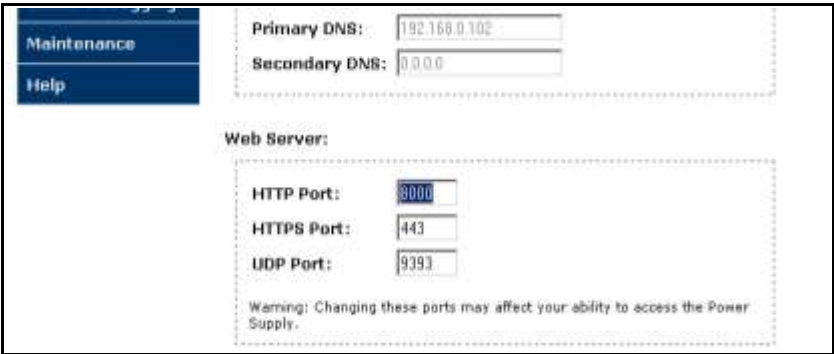 Primary DNS: 192.168.0.102
Maintenance
Secondary DNS: 0.0.0.0
Help
Web Server:
HTTP Port: 8000
HTTPS Port: 443
UDP Port: 9393
Warning: Changing these ports may affect your ability to access the Power
Supply.